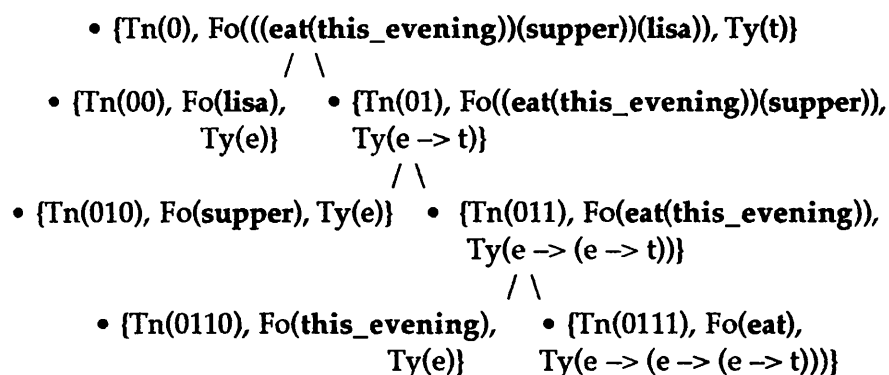 • {Tn(0), Fo(((eat(this_evening))(supper))(lisa)), Ty(t)}
/ \
• {Tn(00), Fo(lisa), • {Tn(01), Fo((eat(this_evening))(supper)),
Ty(e)} Ty(e –> t)}
/ \
• {Tn(010), Fo(supper), Ty(e)} • {Tn(011), Fo(eat(this_evening)),
Ty(e –> (e –> t))}
/ \
• {Tn(0110), Fo(this_evening), • {Tn(0111), Fo(eat),
Ty(e)} Ty(e –> (e –> (e –> t)))}